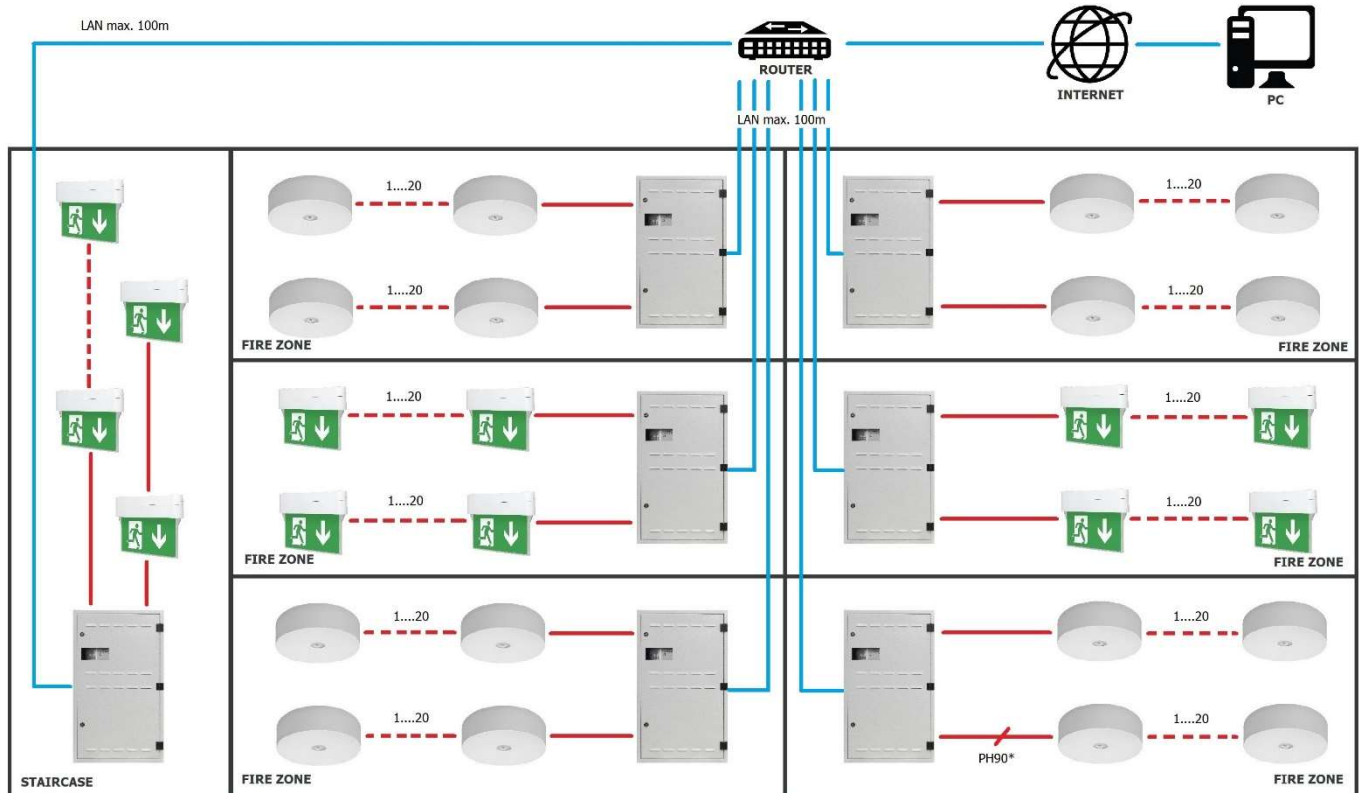 LAN max. 100m
ROUTER
INTERNET
PC
LAN max. 100m
1....20
1....20
1....20
1....20
FIRE ZONE
FIRE ZONE
1....20
1....20
1....20
1....20
FIRE ZONE
FIRE ZONE
1....20
1....20
1....20
1....20
PH90*
STAIRCASE
FIRE ZONE
FIRE ZONE